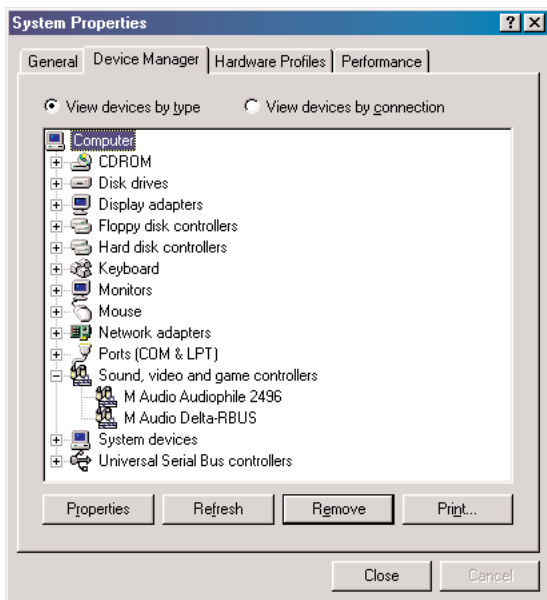 System Properties
General Device Manager Hardware Profiles Performance
View devices by type View devices by connection
Computer
CDROM
Disk drives
Display adapters
Floppy disk controllers
Hard disk controllers
Keyboard
Monitors
Mouse
Network adapters
Ports (COM & LPT)
Sound, video and game controllers
M Audio Audiophile 2496
M Audio Delta-RBUS
System devices
Universal Serial Bus controllers
Properties Refresh Remove Print...
Close Cancel